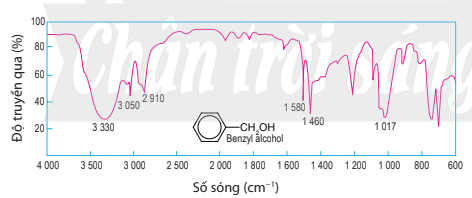 Chân trời sáng
Độ truyền qua (%)
100
80
60
40
20
3 330
3 050
2 910
1 580
1 460
1 017
CH₂OH
Benzyl alcohol
4 000 3 500 3 000 2 500 2 000 1 800 1 600 1 400 1 200 1 000 800 600
Số sóng (cm⁻¹)